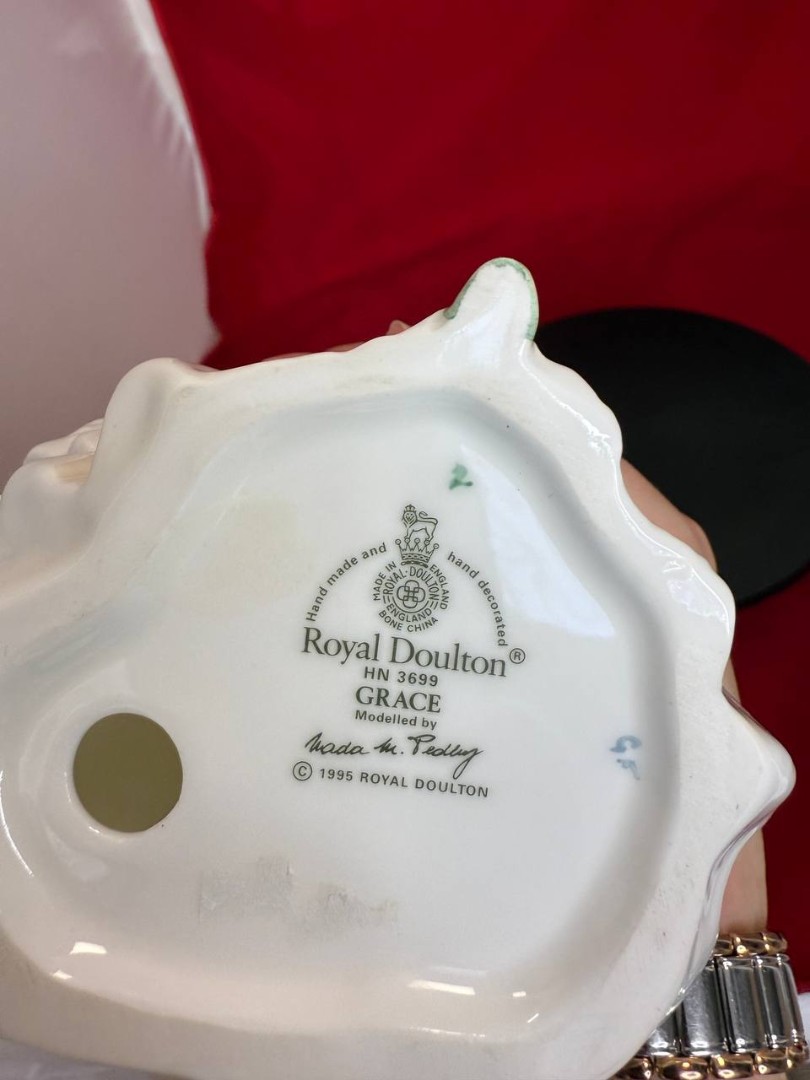 Hand made and hand decorated
MADE IN ENGLAND
ROYAL·DOULTON
ENGLAND
BONE CHINA
Royal Doulton®
HN 3699
GRACE
Modelled by
Nada M. Pedley
© 1995 ROYAL DOULTON